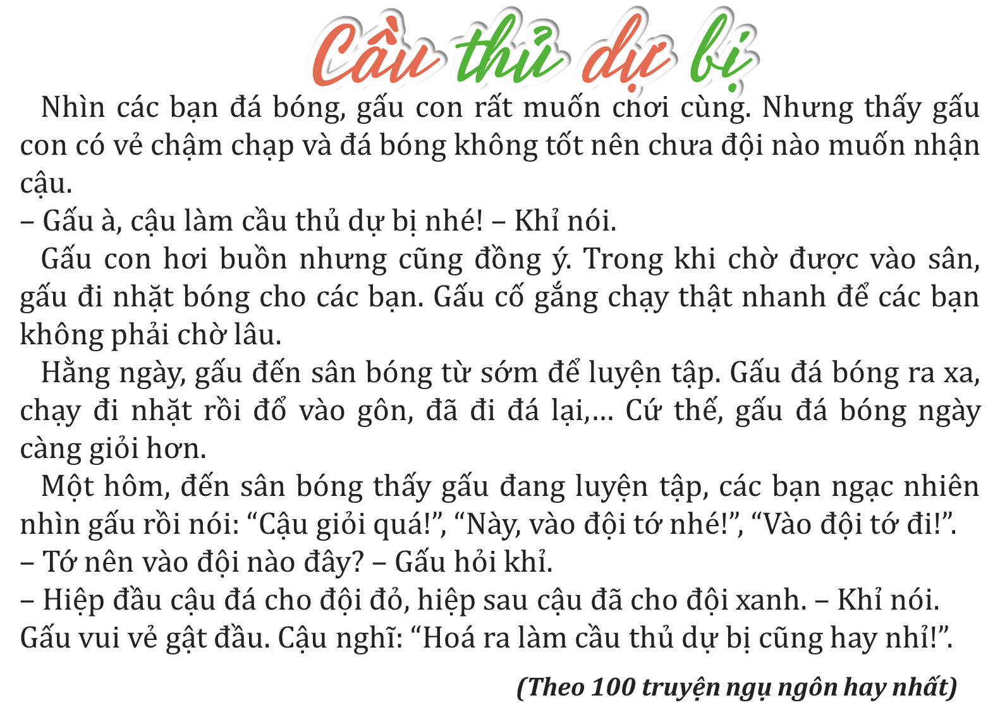 Cầu thủ dự bị
Nhìn các bạn đá bóng, gấu con rất muốn chơi cùng. Nhưng thấy gấu
con có vẻ chậm chạp và đá bóng không tốt nên chưa đội nào muốn nhận
cậu.
– Gấu à, cậu làm cầu thủ dự bị nhé! – Khỉ nói.
Gấu con hơi buồn nhưng cũng đồng ý. Trong khi chờ được vào sân,
gấu đi nhặt bóng cho các bạn. Gấu cố gắng chạy thật nhanh để các bạn
không phải chờ lâu.
Hằng ngày, gấu đến sân bóng từ sớm để luyện tập. Gấu đá bóng ra xa,
chạy đi nhặt rồi đổ vào gôn, đã đi đá lại,... Cứ thế, gấu đá bóng ngày
càng giỏi hơn.
Một hôm, đến sân bóng thấy gấu đang luyện tập, các bạn ngạc nhiên
nhìn gấu rồi nói: “Cậu giỏi quá!”, “Này, vào đội tớ nhé!”, “Vào đội tớ đi!”.
– Tớ nên vào đội nào đây? – Gấu hỏi khỉ.
– Hiệp đầu cậu đá cho đội đỏ, hiệp sau cậu đã cho đội xanh. – Khỉ nói.
Gấu vui vẻ gật đầu. Cậu nghĩ: “Hoá ra làm cầu thủ dự bị cũng hay nhỉ!”.
(Theo 100 truyện ngụ ngôn hay nhất)